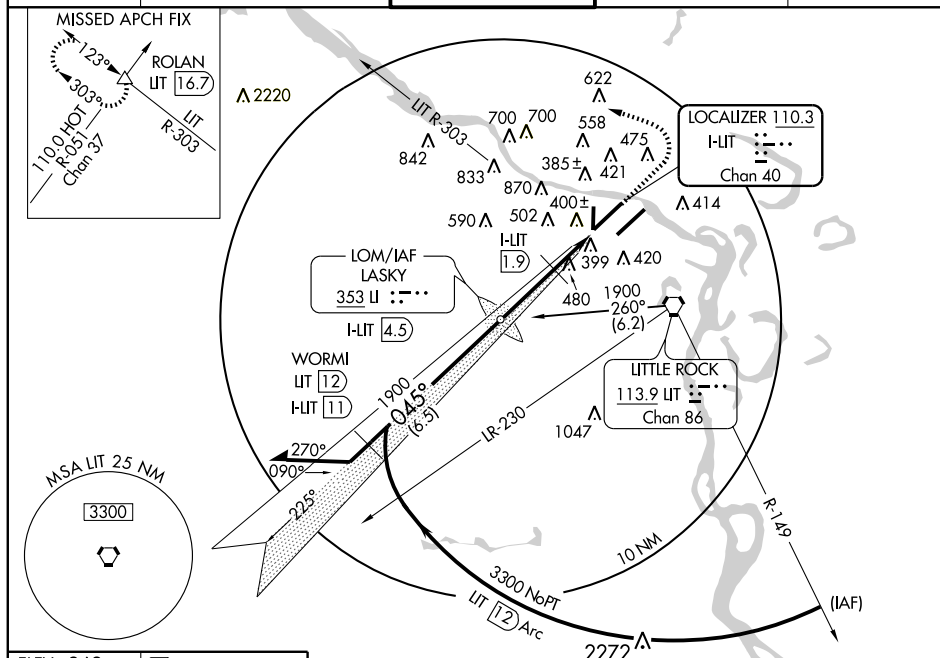 MISSED APCH FIX
123°
303°
ROLAN
LIT 16.7
LIT
R-303
110.0 HOT
R-051
Chan 37
2220
LIT R-303
842
833
700
700
622
558
475
385±
421
870
400±
590
502
414
399
420
480
LOCALIZER 110.3
I-LIT
Chan 40
I-LIT
1.9
LOM/IAF
LASKY
353 LI
I-LIT 4.5
1900
260°
(6.2)
WORMI
LIT 12
I-LIT 11
1900
045°
(6.5)
LITTLE ROCK
113.9 LIT
Chan 86
LR-230
1047
270°
090°
225°
MSA LIT 25 NM
3300
R-149
10 NM
3300 NoPT
LIT 12 Arc
(IAF)
2272